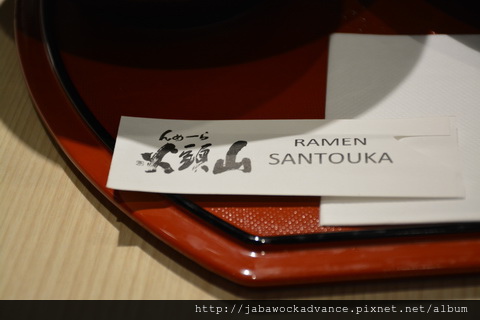 んめーら
火頭山
RAMEN
SANTOUKA
http://jabawockadvance.pixnet.net/album